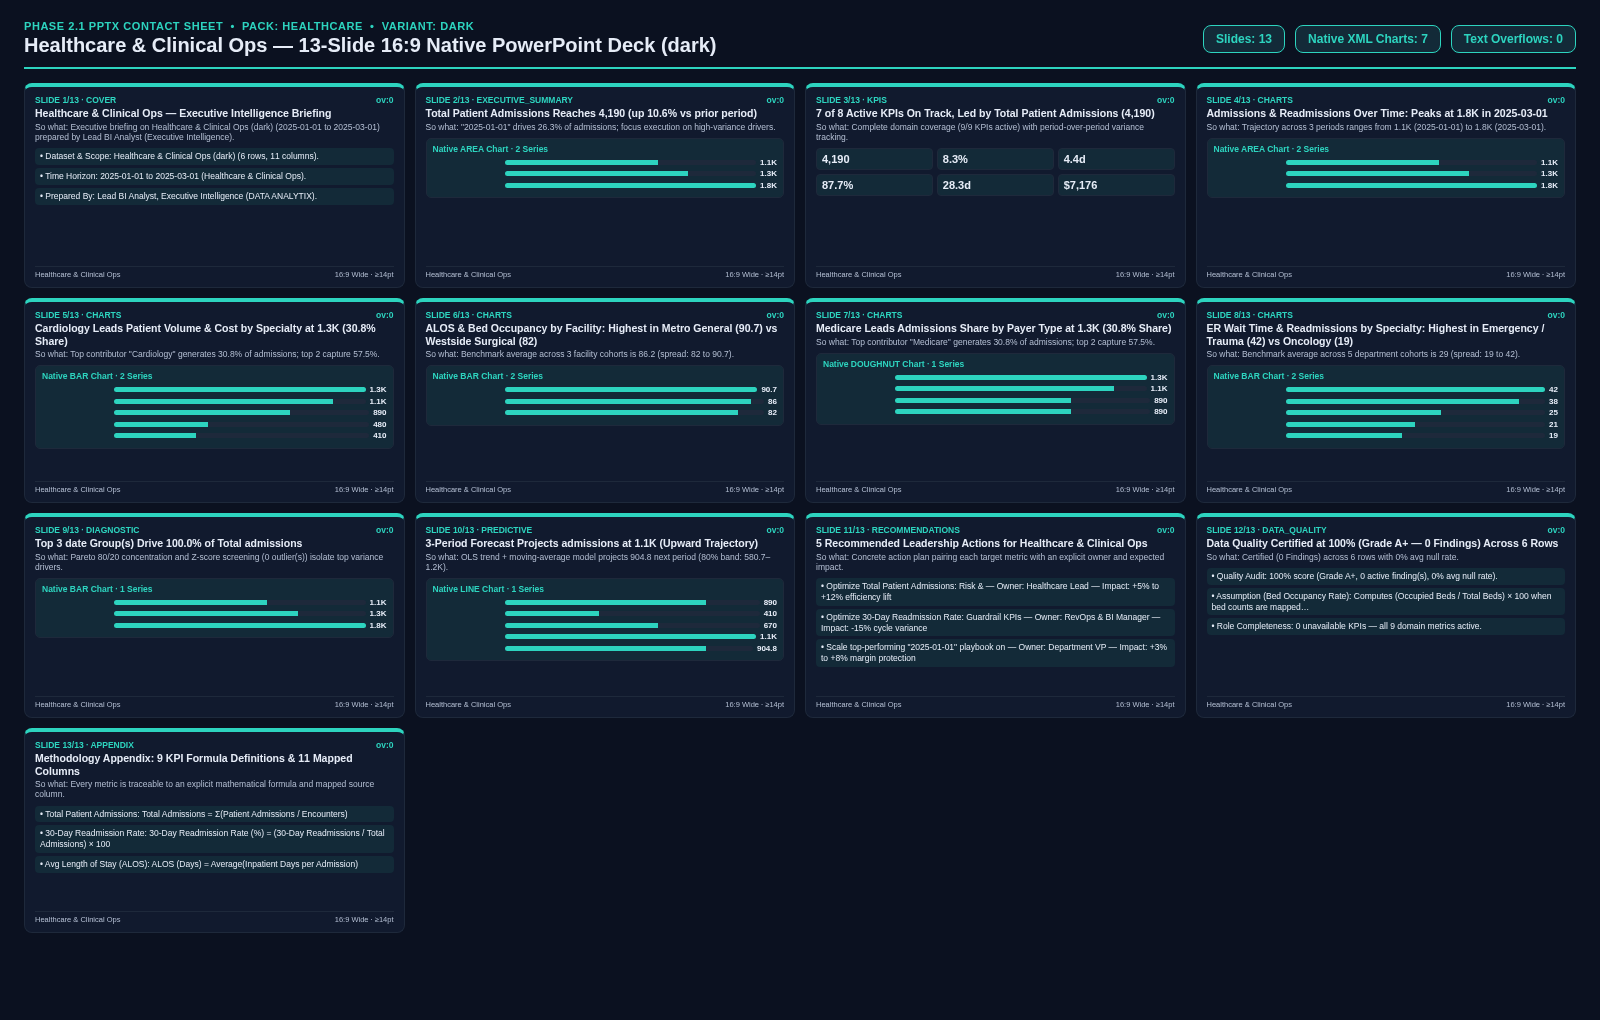 PHASE 2.1 PPTX CONTACT SHEET • PACK: HEALTHCARE • VARIANT: DARK
Healthcare & Clinical Ops — 13-Slide 16:9 Native PowerPoint Deck (dark)
Slides: 13
Native XML Charts: 7
Text Overflows: 0
SLIDE 1/13 · COVER
ov:0
Healthcare & Clinical Ops — Executive Intelligence Briefing
So what: Executive briefing on Healthcare & Clinical Ops (dark) (2025-01-01 to 2025-03-01)
prepared by Lead BI Analyst (Executive Intelligence).
• Dataset & Scope: Healthcare & Clinical Ops (dark) (6 rows, 11 columns).
• Time Horizon: 2025-01-01 to 2025-03-01 (Healthcare & Clinical Ops).
• Prepared By: Lead BI Analyst, Executive Intelligence (DATA ANALYTIX).
Healthcare & Clinical Ops
16:9 Wide · ≥14pt
SLIDE 2/13 · EXECUTIVE_SUMMARY
ov:0
Total Patient Admissions Reaches 4,190 (up 10.6% vs prior period)
So what: "2025-01-01" drives 26.3% of admissions; focus execution on high-variance drivers.
Native AREA Chart · 2 Series
1.1K
1.3K
1.8K
Healthcare & Clinical Ops
16:9 Wide · ≥14pt
SLIDE 3/13 · KPIS
ov:0
7 of 8 Active KPIs On Track, Led by Total Patient Admissions (4,190)
So what: Complete domain coverage (9/9 KPIs active) with period-over-period variance
tracking.
4,190
8.3%
4.4d
87.7%
28.3d
$7,176
Healthcare & Clinical Ops
16:9 Wide · ≥14pt
SLIDE 4/13 · CHARTS
ov:0
Admissions & Readmissions Over Time: Peaks at 1.8K in 2025-03-01
So what: Trajectory across 3 periods ranges from 1.1K (2025-01-01) to 1.8K (2025-03-01).
Native AREA Chart · 2 Series
1.1K
1.3K
1.8K
Healthcare & Clinical Ops
16:9 Wide · ≥14pt
SLIDE 5/13 · CHARTS
ov:0
Cardiology Leads Patient Volume & Cost by Specialty at 1.3K (30.8%
Share)
So what: Top contributor "Cardiology" generates 30.8% of admissions; top 2 capture 57.5%.
Native BAR Chart · 2 Series
1.3K
1.1K
890
480
410
Healthcare & Clinical Ops
16:9 Wide · ≥14pt
SLIDE 6/13 · CHARTS
ov:0
ALOS & Bed Occupancy by Facility: Highest in Metro General (90.7) vs
Westside Surgical (82)
So what: Benchmark average across 3 facility cohorts is 86.2 (spread: 82 to 90.7).
Native BAR Chart · 2 Series
90.7
86
82
Healthcare & Clinical Ops
16:9 Wide · ≥14pt
SLIDE 7/13 · CHARTS
ov:0
Medicare Leads Admissions Share by Payer Type at 1.3K (30.8% Share)
So what: Top contributor "Medicare" generates 30.8% of admissions; top 2 capture 57.5%.
Native DOUGHNUT Chart · 1 Series
1.3K
1.1K
890
890
Healthcare & Clinical Ops
16:9 Wide · ≥14pt
SLIDE 8/13 · CHARTS
ov:0
ER Wait Time & Readmissions by Specialty: Highest in Emergency /
Trauma (42) vs Oncology (19)
So what: Benchmark average across 5 department cohorts is 29 (spread: 19 to 42).
Native BAR Chart · 2 Series
42
38
25
21
19
Healthcare & Clinical Ops
16:9 Wide · ≥14pt
SLIDE 9/13 · DIAGNOSTIC
ov:0
Top 3 date Group(s) Drive 100.0% of Total admissions
So what: Pareto 80/20 concentration and Z-score screening (0 outlier(s)) isolate top variance
drivers.
Native BAR Chart · 1 Series
1.1K
1.3K
1.8K
Healthcare & Clinical Ops
16:9 Wide · ≥14pt
SLIDE 10/13 · PREDICTIVE
ov:0
3-Period Forecast Projects admissions at 1.1K (Upward Trajectory)
So what: OLS trend + moving-average model projects 904.8 next period (80% band: 580.7–
1.2K).
Native LINE Chart · 1 Series
890
410
670
1.1K
904.8
Healthcare & Clinical Ops
16:9 Wide · ≥14pt
SLIDE 11/13 · RECOMMENDATIONS
ov:0
5 Recommended Leadership Actions for Healthcare & Clinical Ops
So what: Concrete action plan pairing each target metric with an explicit owner and expected
impact.
• Optimize Total Patient Admissions: Risk & — Owner: Healthcare Lead — Impact: +5% to
+12% efficiency lift
• Optimize 30-Day Readmission Rate: Guardrail KPIs — Owner: RevOps & BI Manager —
Impact: -15% cycle variance
• Scale top-performing "2025-01-01" playbook on — Owner: Department VP — Impact: +3%
to +8% margin protection
Healthcare & Clinical Ops
16:9 Wide · ≥14pt
SLIDE 12/13 · DATA_QUALITY
ov:0
Data Quality Certified at 100% (Grade A+ — 0 Findings) Across 6 Rows
So what: Certified (0 Findings) across 6 rows with 0% avg null rate.
• Quality Audit: 100% score (Grade A+, 0 active finding(s), 0% avg null rate).
• Assumption (Bed Occupancy Rate): Computes (Occupied Beds / Total Beds) × 100 when
bed counts are mapped…
• Role Completeness: 0 unavailable KPIs — all 9 domain metrics active.
Healthcare & Clinical Ops
16:9 Wide · ≥14pt
SLIDE 13/13 · APPENDIX
ov:0
Methodology Appendix: 9 KPI Formula Definitions & 11 Mapped
Columns
So what: Every metric is traceable to an explicit mathematical formula and mapped source
column.
• Total Patient Admissions: Total Admissions = Σ(Patient Admissions / Encounters)
• 30-Day Readmission Rate: 30-Day Readmission Rate (%) = (30-Day Readmissions / Total
Admissions) × 100
• Avg Length of Stay (ALOS): ALOS (Days) = Average(Inpatient Days per Admission)
Healthcare & Clinical Ops
16:9 Wide · ≥14pt